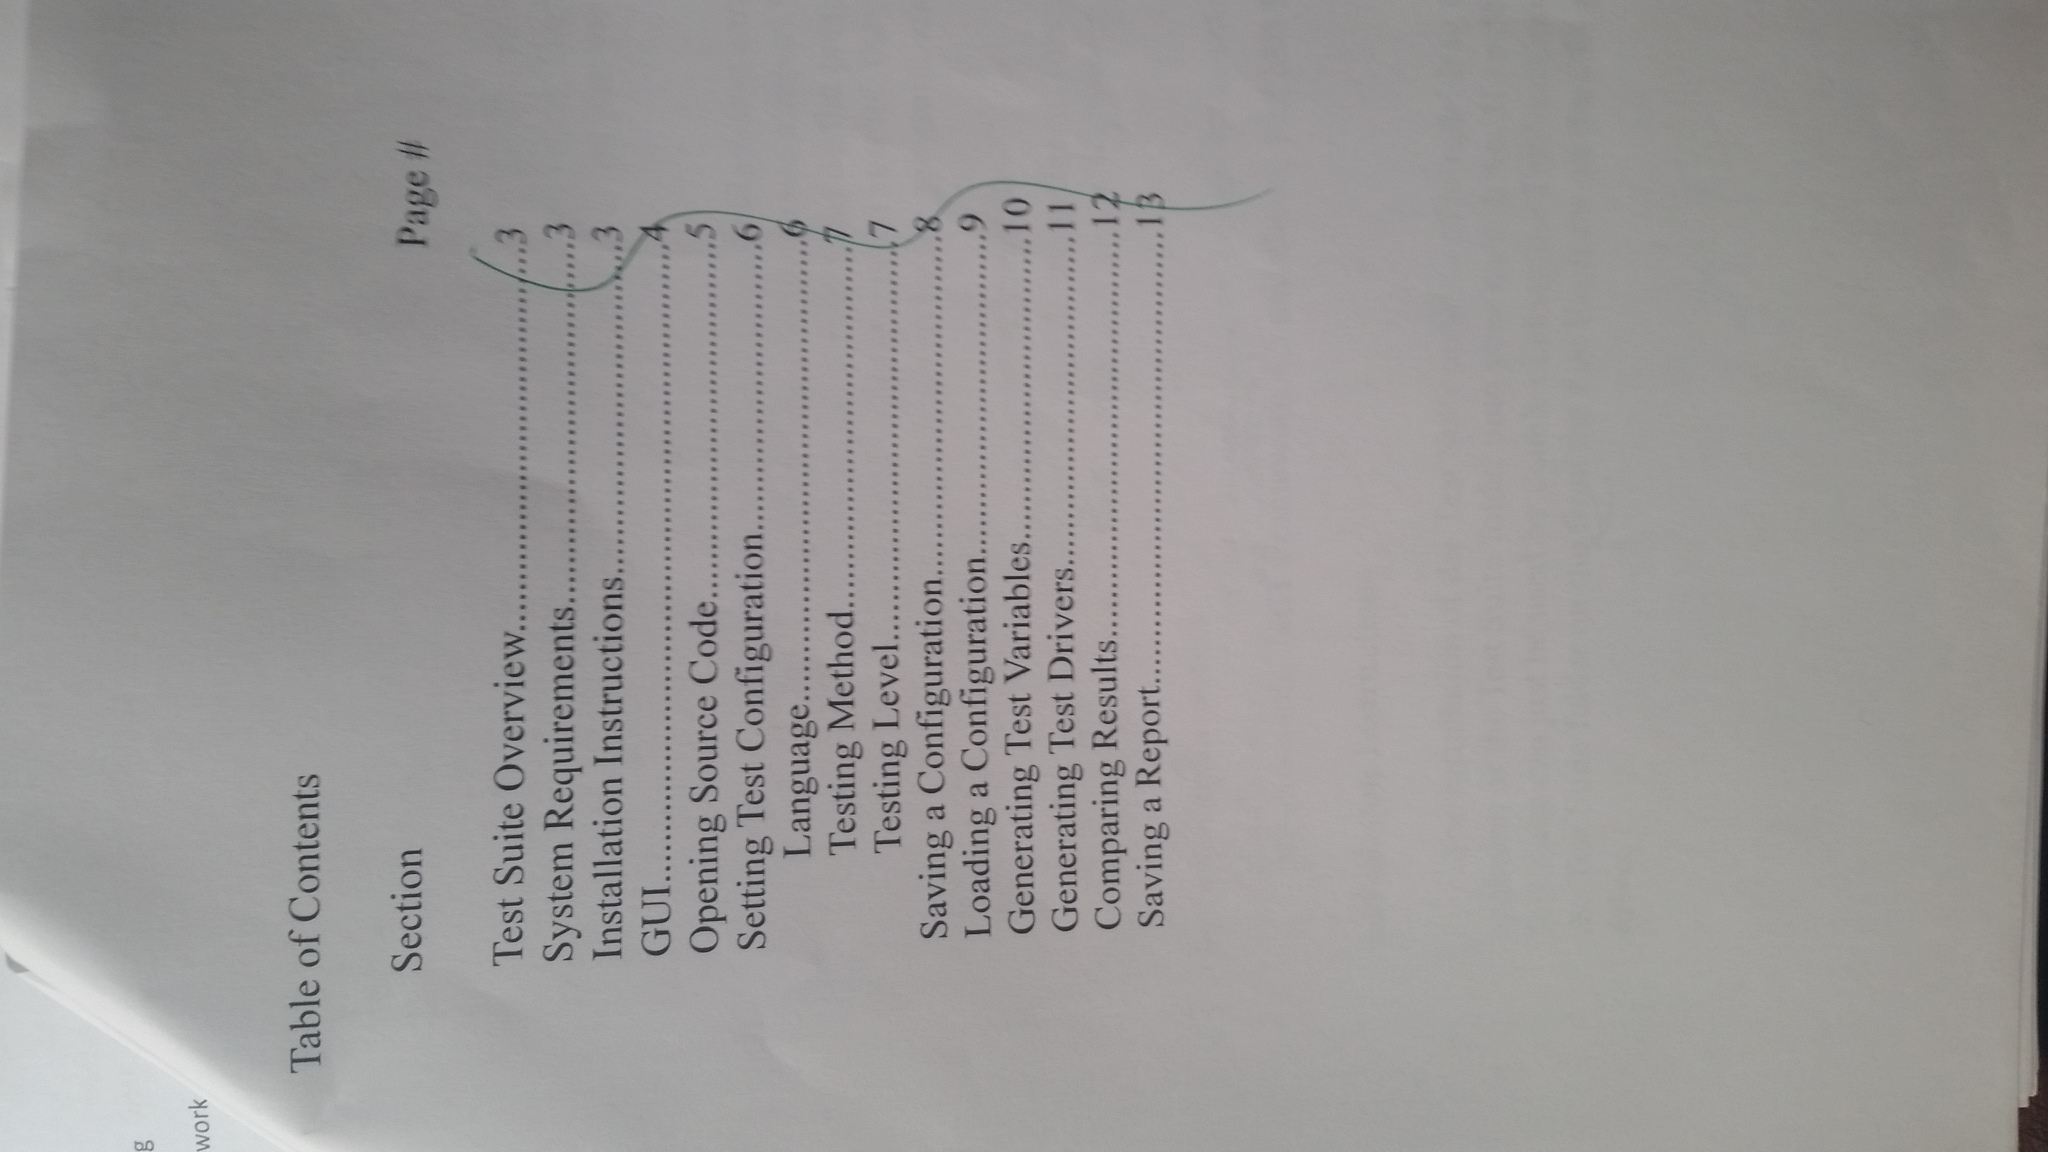 g
work
Table of Contents
Section Page #
Test Suite Overview................................................3
System Requirements.............................................3
Installation Instructions..........................................3
GUI..................................................................4
Opening Source Code............................................5
Setting Test Configuration.....................................6
Language..................................................6
Testing Method.........................................7
Testing Level............................................7
Saving a Configuration..........................................8
Loading a Configuration........................................9
Generating Test Variables......................................10
Generating Test Drivers.........................................11
Comparing Results................................................12
Saving a Report....................................................13